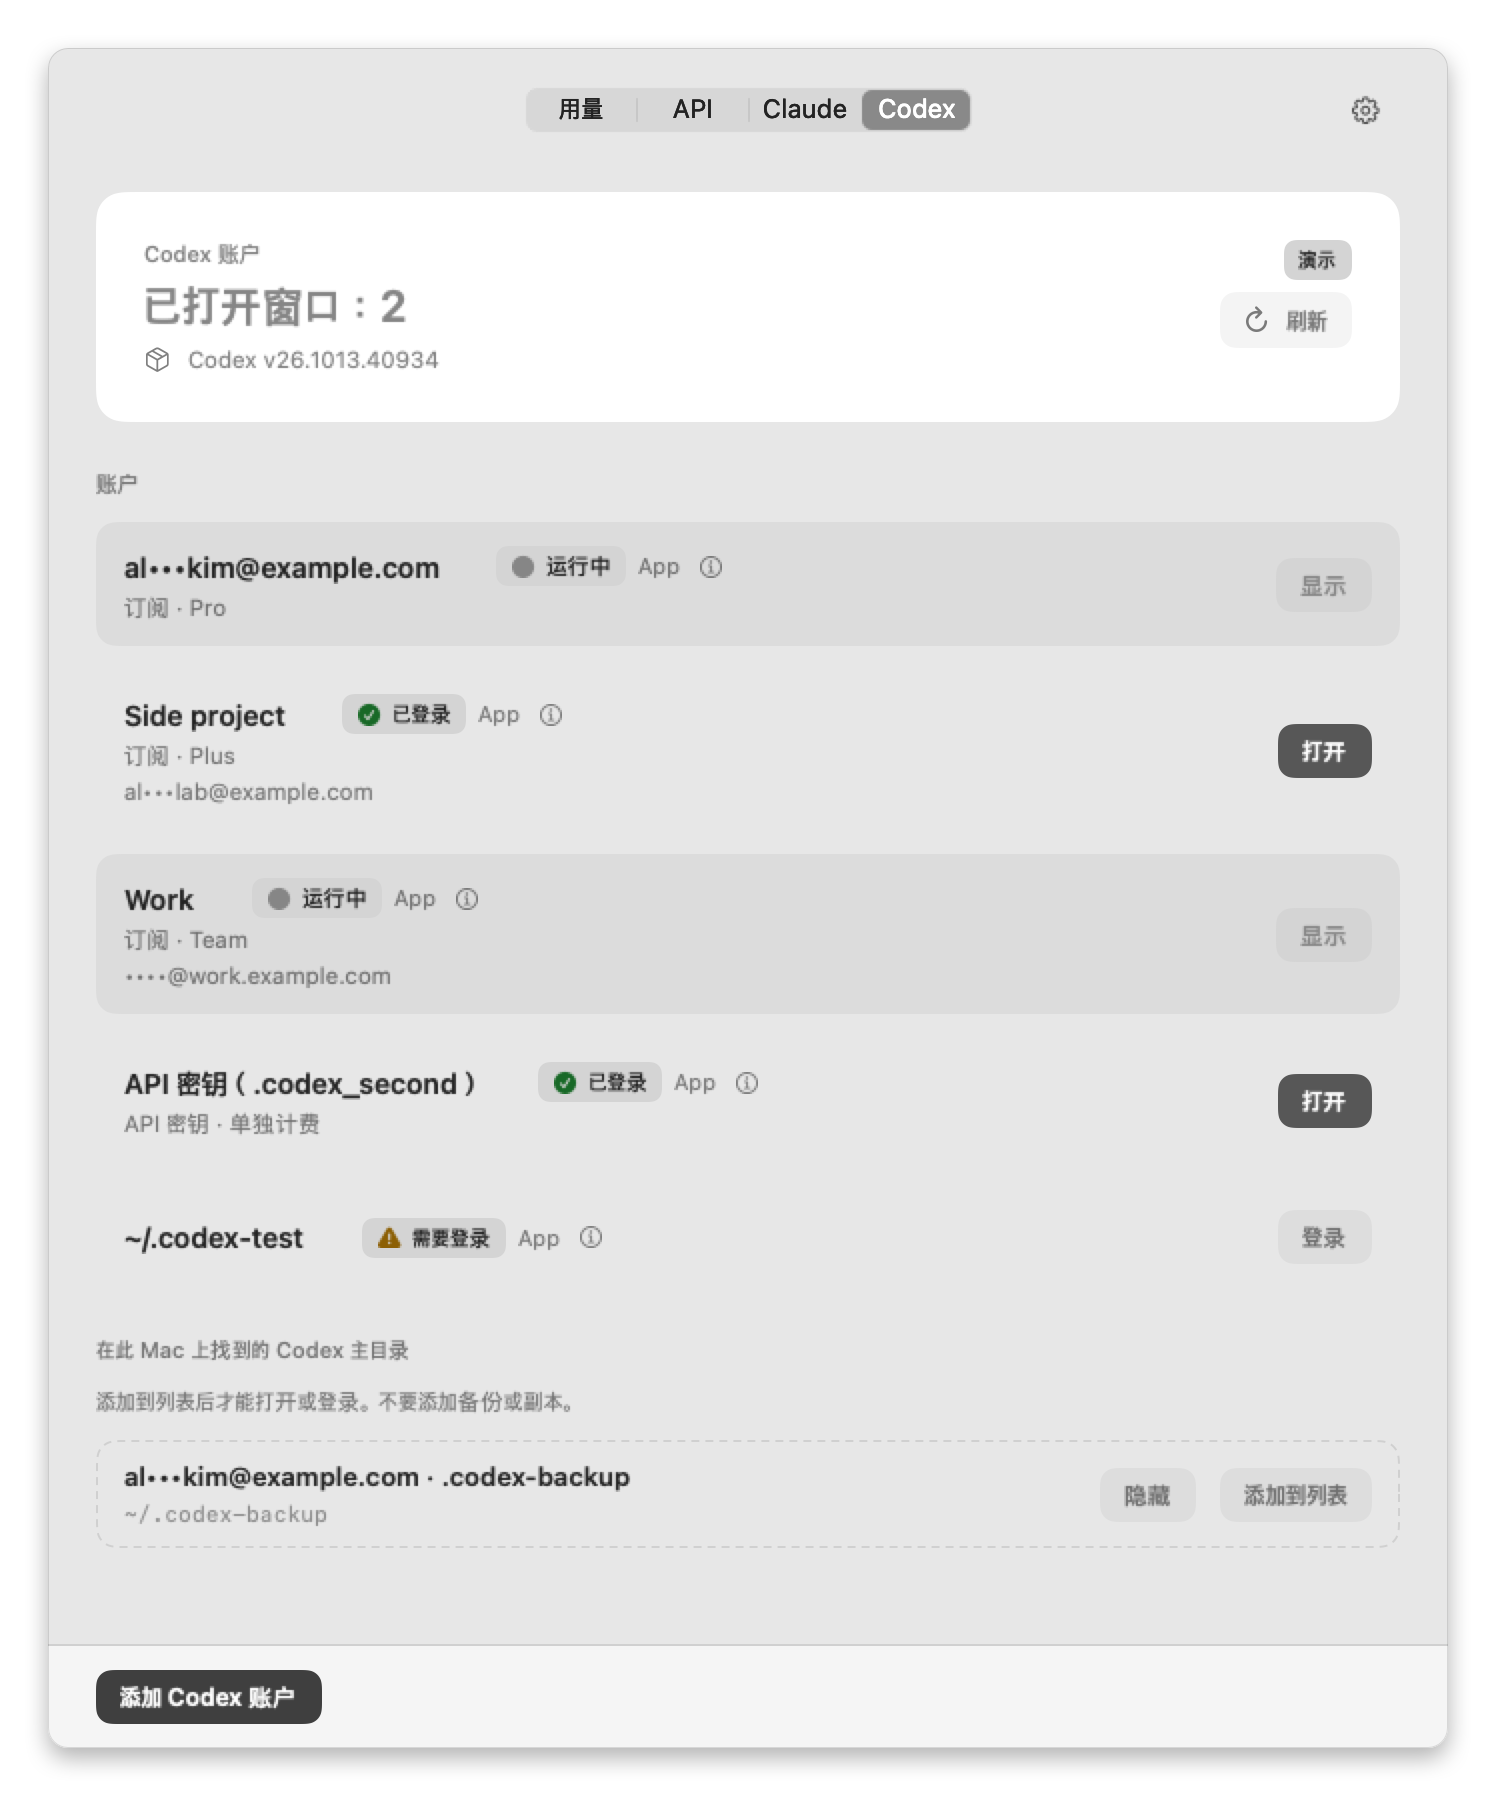 用量 API Claude Codex
Codex 账户
演示
已打开窗口：2
刷新
Codex v26.1013.40934
账户
al•••kim@example.com 运行中 App
订阅 · Pro
显示
Side project 已登录 App
订阅 · Plus
al•••lab@example.com
打开
Work 运行中 App
订阅 · Team
••••@work.example.com
显示
API 密钥（.codex_second） 已登录 App
API 密钥 · 单独计费
打开
~/.codex-test 需要登录 App
登录
在此 Mac 上找到的 Codex 主目录
添加到列表后才能打开或登录。不要添加备份或副本。
al•••kim@example.com · .codex-backup
~/.codex-backup
隐藏 添加到列表
添加 Codex 账户